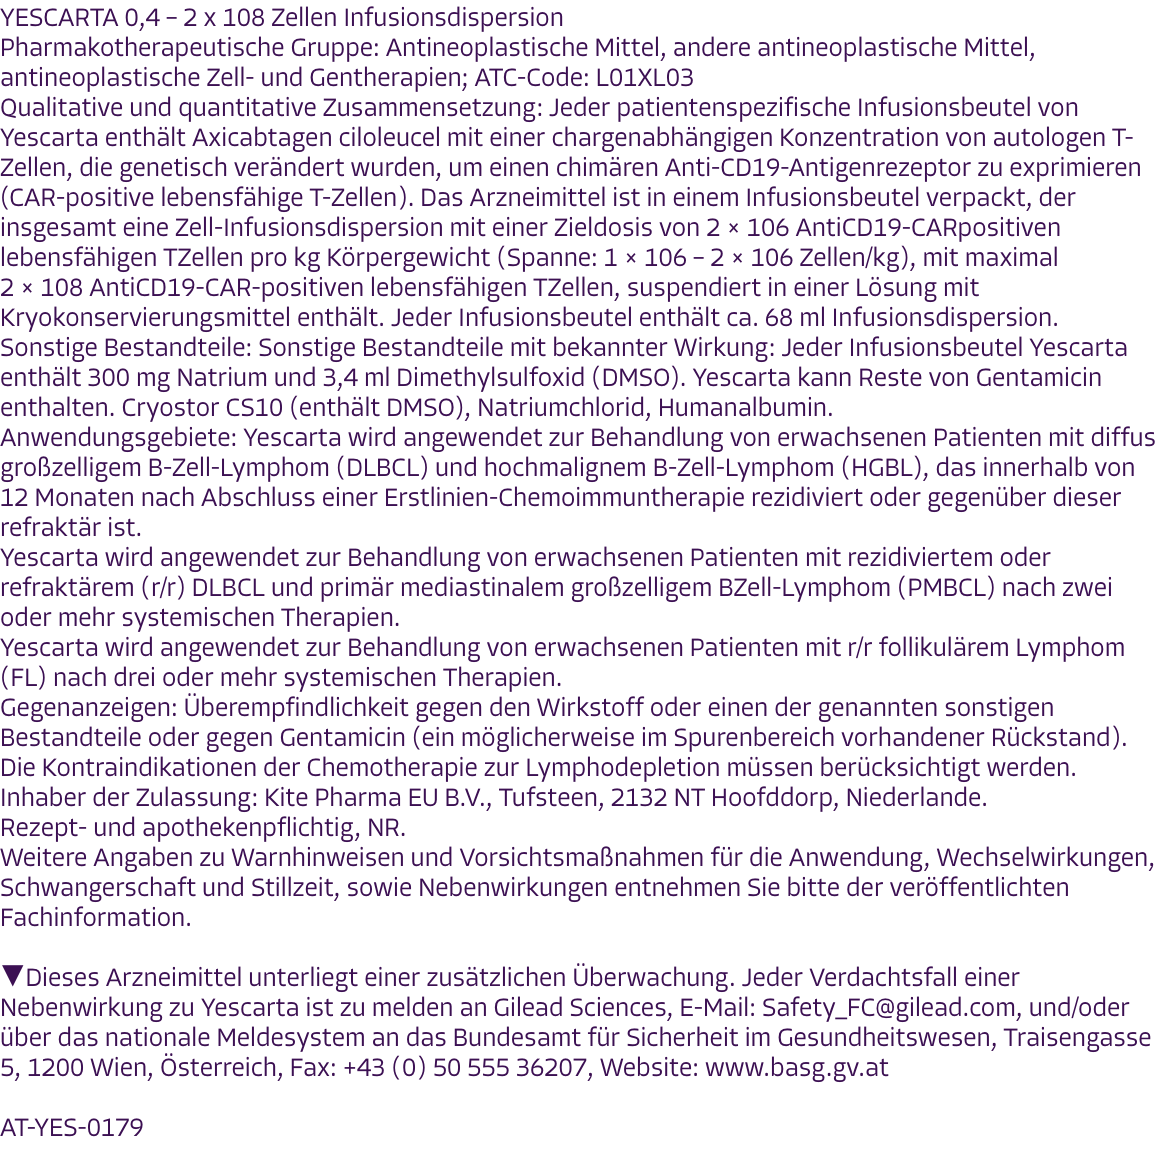 YESCARTA 0,4 – 2 x 108 Zellen Infusionsdispersion
Pharmakotherapeutische Gruppe: Antineoplastische Mittel, andere antineoplastische Mittel,
antineoplastische Zell- und Gentherapien; ATC-Code: L01XL03
Qualitative und quantitative Zusammensetzung: Jeder patientenspezifische Infusionsbeutel von
Yescarta enthält Axicabtagen ciloleucel mit einer chargenabhängigen Konzentration von autologen T-
Zellen, die genetisch verändert wurden, um einen chimären Anti-CD19-Antigenrezeptor zu exprimieren
(CAR-positive lebensfähige T-Zellen). Das Arzneimittel ist in einem Infusionsbeutel verpackt, der
insgesamt eine Zell-Infusionsdispersion mit einer Zieldosis von 2 × 106 AntiCD19-CARpositiven
lebensfähigen TZellen pro kg Körpergewicht (Spanne: 1 × 106 – 2 × 106 Zellen/kg), mit maximal
2 × 108 AntiCD19-CAR-positiven lebensfähigen TZellen, suspendiert in einer Lösung mit
Kryokonservierungsmittel enthält. Jeder Infusionsbeutel enthält ca. 68 ml Infusionsdispersion.
Sonstige Bestandteile: Sonstige Bestandteile mit bekannter Wirkung: Jeder Infusionsbeutel Yescarta
enthält 300 mg Natrium und 3,4 ml Dimethylsulfoxid (DMSO). Yescarta kann Reste von Gentamicin
enthalten. Cryostor CS10 (enthält DMSO), Natriumchlorid, Humanalbumin.
Anwendungsgebiete: Yescarta wird angewendet zur Behandlung von erwachsenen Patienten mit diffus
großzelligem B-Zell-Lymphom (DLBCL) und hochmalignem B-Zell-Lymphom (HGBL), das innerhalb von
12 Monaten nach Abschluss einer Erstlinien-Chemoimmuntherapie rezidiviert oder gegenüber dieser
refraktär ist.
Yescarta wird angewendet zur Behandlung von erwachsenen Patienten mit rezidiviertem oder
refraktärem (r/r) DLBCL und primär mediastinalem großzelligem BZell-Lymphom (PMBCL) nach zwei
oder mehr systemischen Therapien.
Yescarta wird angewendet zur Behandlung von erwachsenen Patienten mit r/r follikulärem Lymphom
(FL) nach drei oder mehr systemischen Therapien.
Gegenanzeigen: Überempfindlichkeit gegen den Wirkstoff oder einen der genannten sonstigen
Bestandteile oder gegen Gentamicin (ein möglicherweise im Spurenbereich vorhandener Rückstand).
Die Kontraindikationen der Chemotherapie zur Lymphodepletion müssen berücksichtigt werden.
Inhaber der Zulassung: Kite Pharma EU B.V., Tufsteen, 2132 NT Hoofddorp, Niederlande.
Rezept- und apothekenpflichtig, NR.
Weitere Angaben zu Warnhinweisen und Vorsichtsmaßnahmen für die Anwendung, Wechselwirkungen,
Schwangerschaft und Stillzeit, sowie Nebenwirkungen entnehmen Sie bitte der veröffentlichten
Fachinformation.
▼Dieses Arzneimittel unterliegt einer zusätzlichen Überwachung. Jeder Verdachtsfall einer
Nebenwirkung zu Yescarta ist zu melden an Gilead Sciences, E-Mail: Safety_FC@gilead.com, und/oder
über das nationale Meldesystem an das Bundesamt für Sicherheit im Gesundheitswesen, Traisengasse
5, 1200 Wien, Österreich, Fax: +43 (0) 50 555 36207, Website: www.basg.gv.at
AT-YES-0179